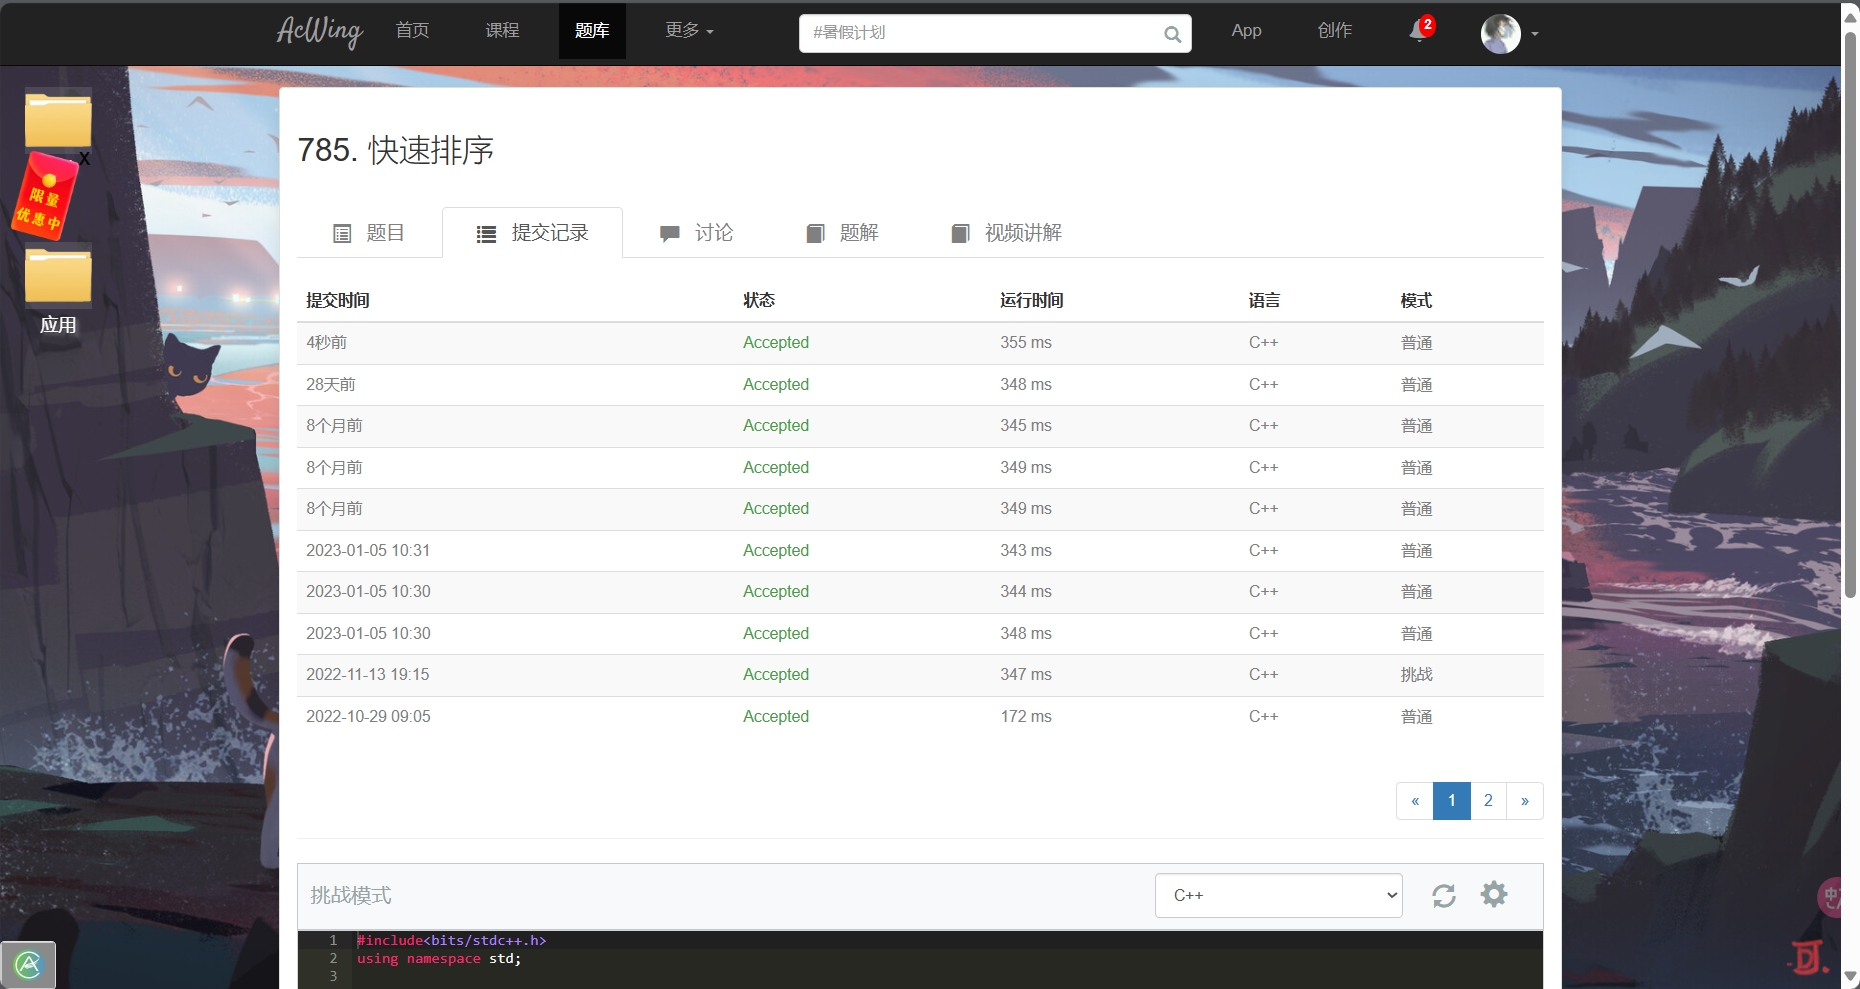 AcWing 首页 课程 题库 更多 #暑假计划 App 创作 2
X
限量
优惠中
应用
785. 快速排序
题目 提交记录 讨论 题解 视频讲解
提交时间 状态 运行时间 语言 模式
4秒前 Accepted 355 ms C++ 普通
28天前 Accepted 348 ms C++ 普通
8个月前 Accepted 345 ms C++ 普通
8个月前 Accepted 349 ms C++ 普通
8个月前 Accepted 349 ms C++ 普通
2023-01-05 10:31 Accepted 343 ms C++ 普通
2023-01-05 10:30 Accepted 344 ms C++ 普通
2023-01-05 10:30 Accepted 348 ms C++ 普通
2022-11-13 19:15 Accepted 347 ms C++ 挑战
2022-10-29 09:05 Accepted 172 ms C++ 普通
« 1 2 »
挑战模式 C++
1 #include<bits/stdc++.h>
2 using namespace std;
3